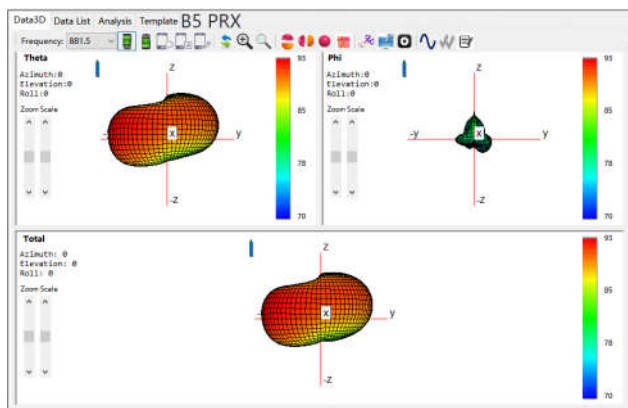 Data3D Data List Analysis Template B5 PRX
Frequency: 881.5
Theta
Azimuth:0
Elevation:0
Roll:0
Zoom Scale
z
x
y
-z
93
85
78
70
Phi
Azimuth:0
Elevation:0
Roll:0
Zoom Scale
z
-y
x
y
-z
93
85
78
70
Total
Azimuth: 0
Elevation: 0
Roll: 0
Zoom Scale
z
x
y
-z
93
85
78
70